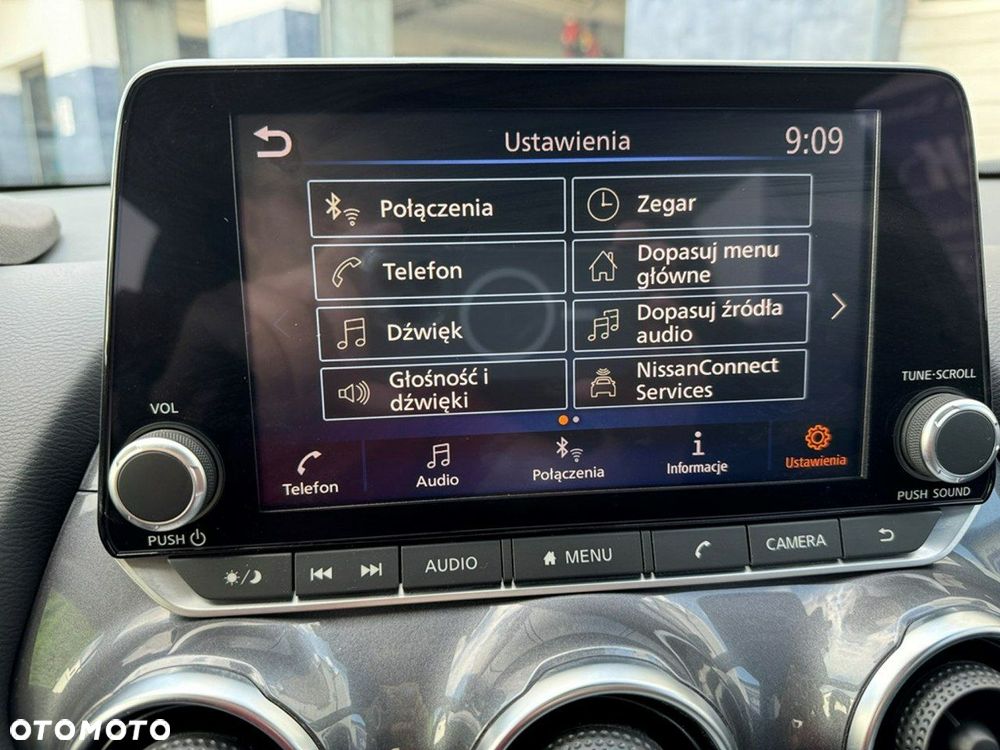 Ustawienia
9:09
Połączenia
Zegar
Telefon
Dopasuj menu
główne
Dźwięk
Dopasuj źródła
audio
Głośność i
dźwięki
NissanConnect
Services
Telefon
Audio
Połączenia
Informacje
Ustawienia
VOL
PUSH
TUNE·SCROLL
PUSH SOUND
AUDIO
MENU
CAMERA
OTOMOTO